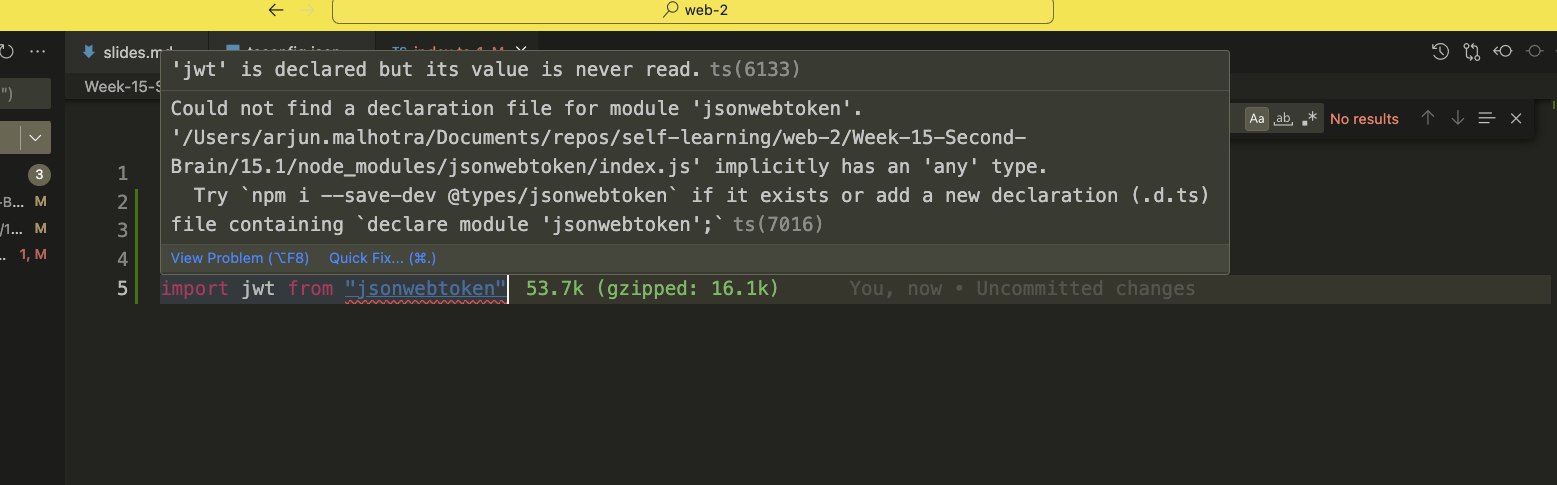 web-2
slides.md
'jwt' is declared but its value is never read. ts(6133)
Could not find a declaration file for module 'jsonwebtoken'.
'/Users/arjun.malhotra/Documents/repos/self-learning/web-2/Week-15-Second-
Brain/15.1/node_modules/jsonwebtoken/index.js' implicitly has an 'any' type.
Try `npm i --save-dev @types/jsonwebtoken` if it exists or add a new declaration (.d.ts)
file containing `declare module 'jsonwebtoken';` ts(7016)
View Problem (⌥F8) Quick Fix... (⌘.)
Week-15-S
")
Aa ab .* No results
3
-B... M
/1... M
... 1, M
1
2
3
4
5 import jwt from "jsonwebtoken" 53.7k (gzipped: 16.1k) You, now • Uncommitted changes